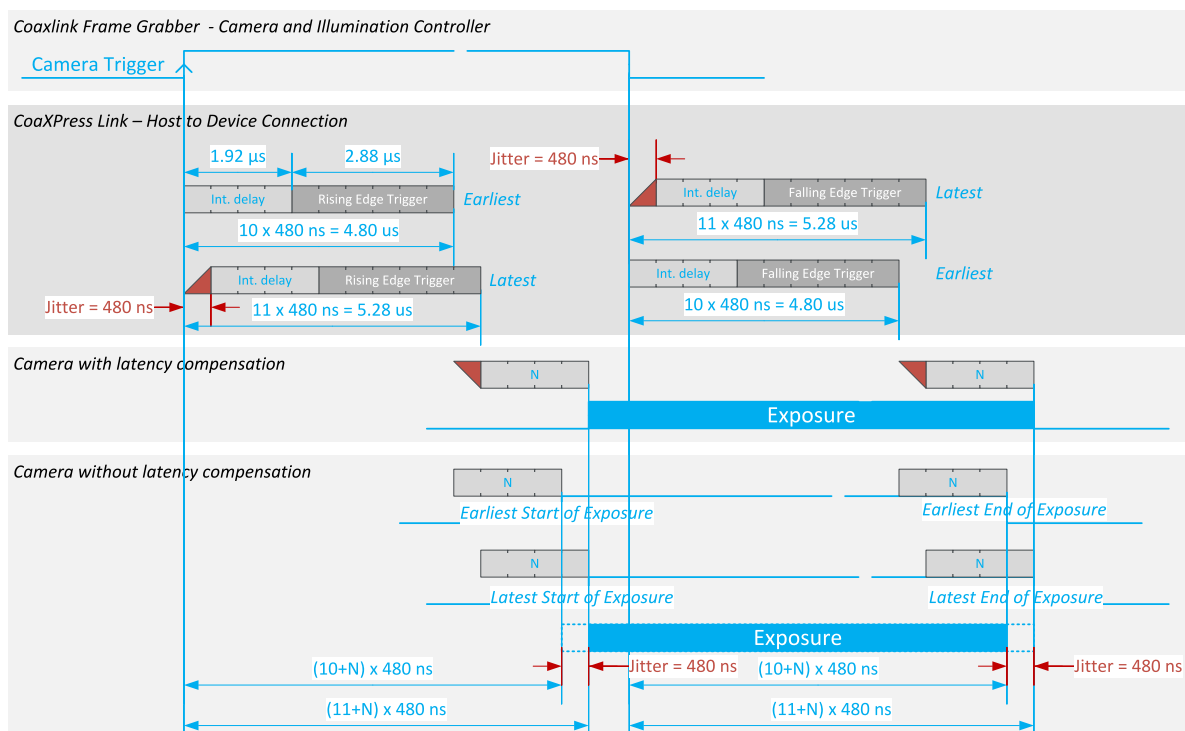 Coaxlink Frame Grabber - Camera and Illumination Controller
Camera Trigger
CoaXPress Link – Host to Device Connection
1.92 µs
2.88 µs
Jitter = 480 ns
Int. delay
Rising Edge Trigger
Earliest
Int. delay
Falling Edge Trigger
Latest
10 x 480 ns = 4.80 us
11 x 480 ns = 5.28 us
Int. delay
Rising Edge Trigger
Latest
Int. delay
Falling Edge Trigger
Earliest
Jitter = 480 ns
11 x 480 ns = 5.28 us
10 x 480 ns = 4.80 us
Camera with latency compensation
N
N
Exposure
Camera without latency compensation
N
N
Earliest Start of Exposure
Earliest End of Exposure
N
N
Latest Start of Exposure
Latest End of Exposure
Exposure
(10+N) x 480 ns
Jitter = 480 ns
(10+N) x 480 ns
Jitter = 480 ns
(11+N) x 480 ns
(11+N) x 480 ns